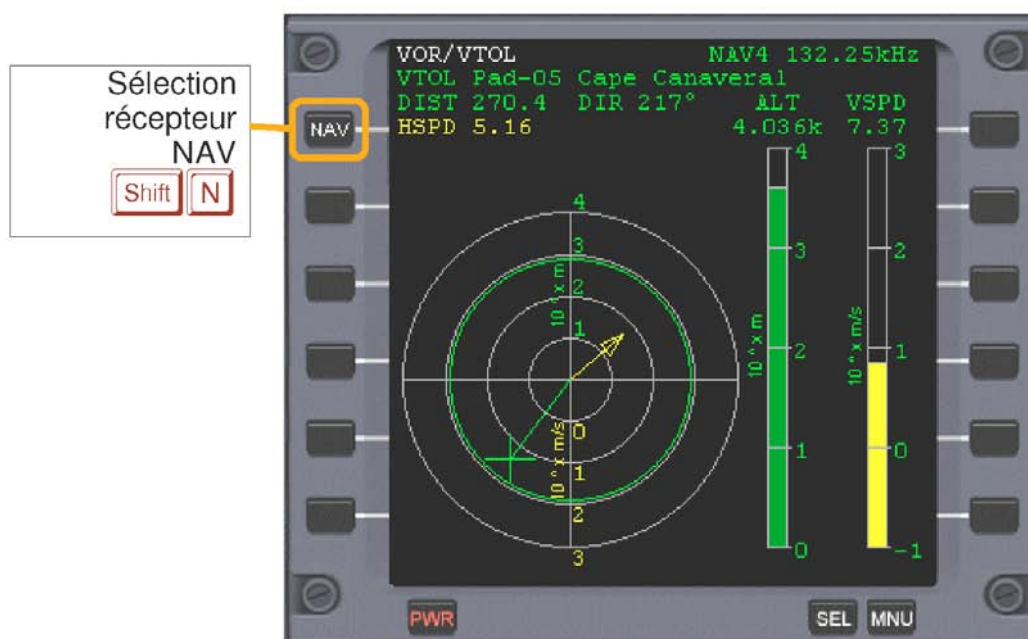 Sélection
récepteur
NAV
Shift N
NAV
VOR/VTOL NAV4 132.25kHz
VTOL Pad-05 Cape Canaveral
DIST 270.4 DIR 217° ALT VSPD
HSPD 5.16 4.036k 7.37
4
3
2
1
10^x m
0
1
2
3
10^x m/s
4
3
2
1
0
10^x m
3
2
1
0
-1
10^x m/s
PWR
SEL MNU